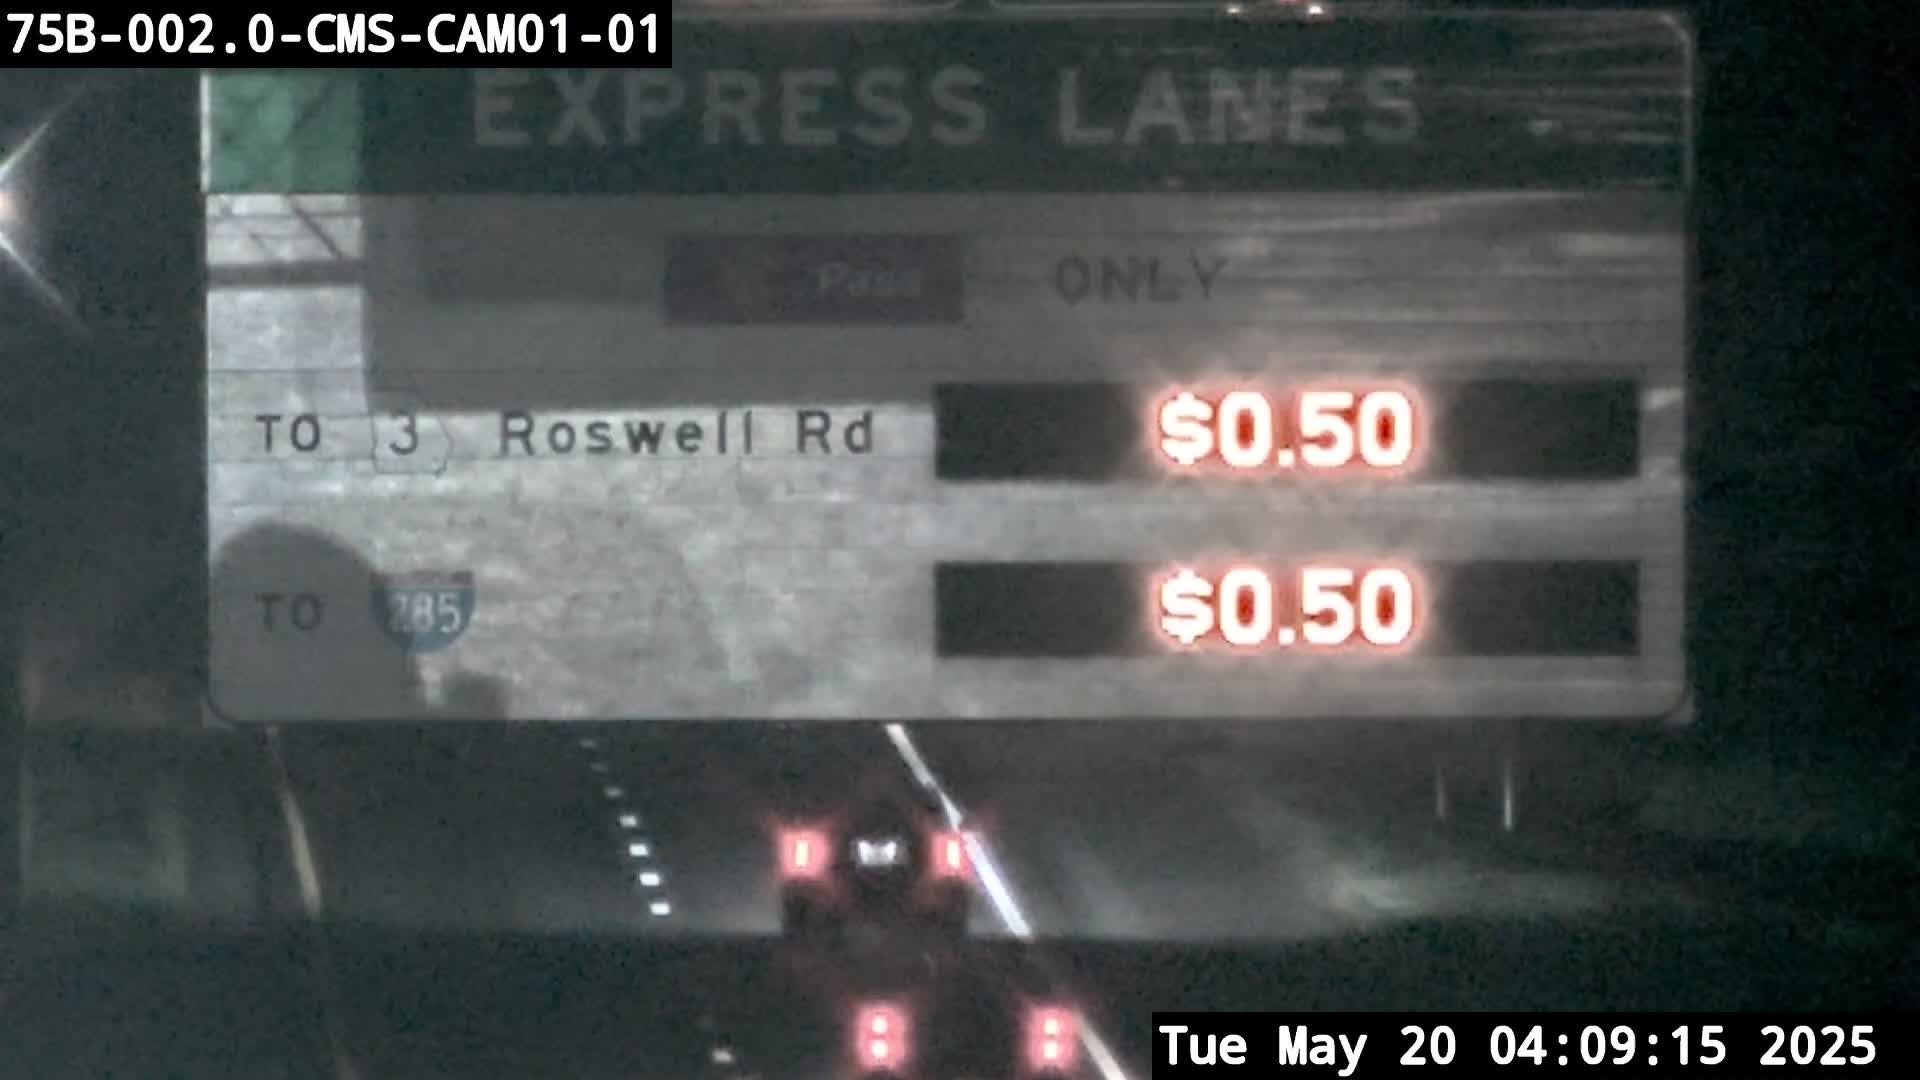 75B-002.0-CMS-CAM01-01
EXPRESS LANES
Pass ONLY
TO 3 Roswell Rd $0.50
TO 285 $0.50
Tue May 20 04:09:15 2025